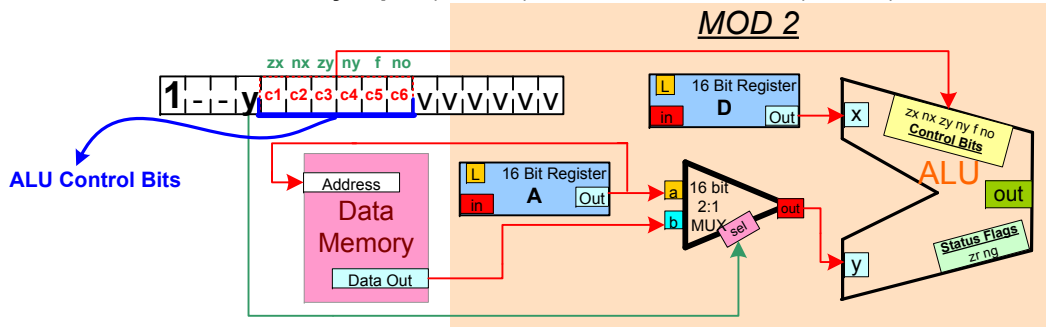 MOD 2
zx nx zy ny f no
1 - - y c1 c2 c3 c4 c5 c6 v v v v v v
ALU Control Bits
Address
Data
Memory
Data Out
L
16 Bit Register
A
in
Out
L
16 Bit Register
D
in
Out
a
b
16 bit
2:1
MUX
sel
out
x
y
zx nx zy ny f no
Control Bits
ALU
out
Status Flags
zr ng